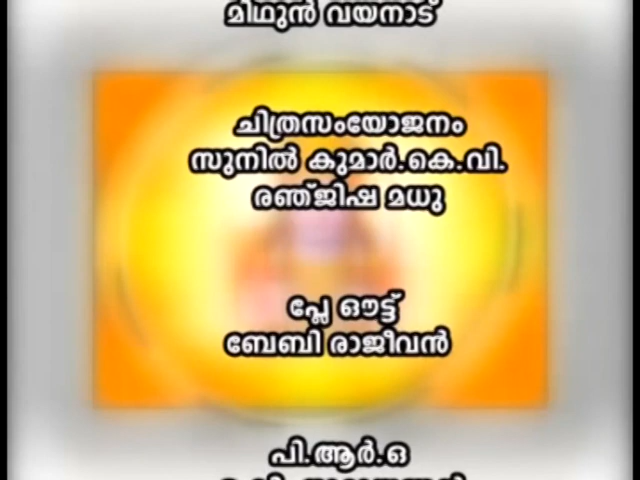 മിഥുൻ വയനാട്
ചിത്രസംയോജനം
സുനിൽ കുമാർ.കെ.വി.
രഞ്ജിഷ മധു
പ്ലേ ഔട്ട്
ബേബി രാജീവൻ
പി.ആർ.ഒ